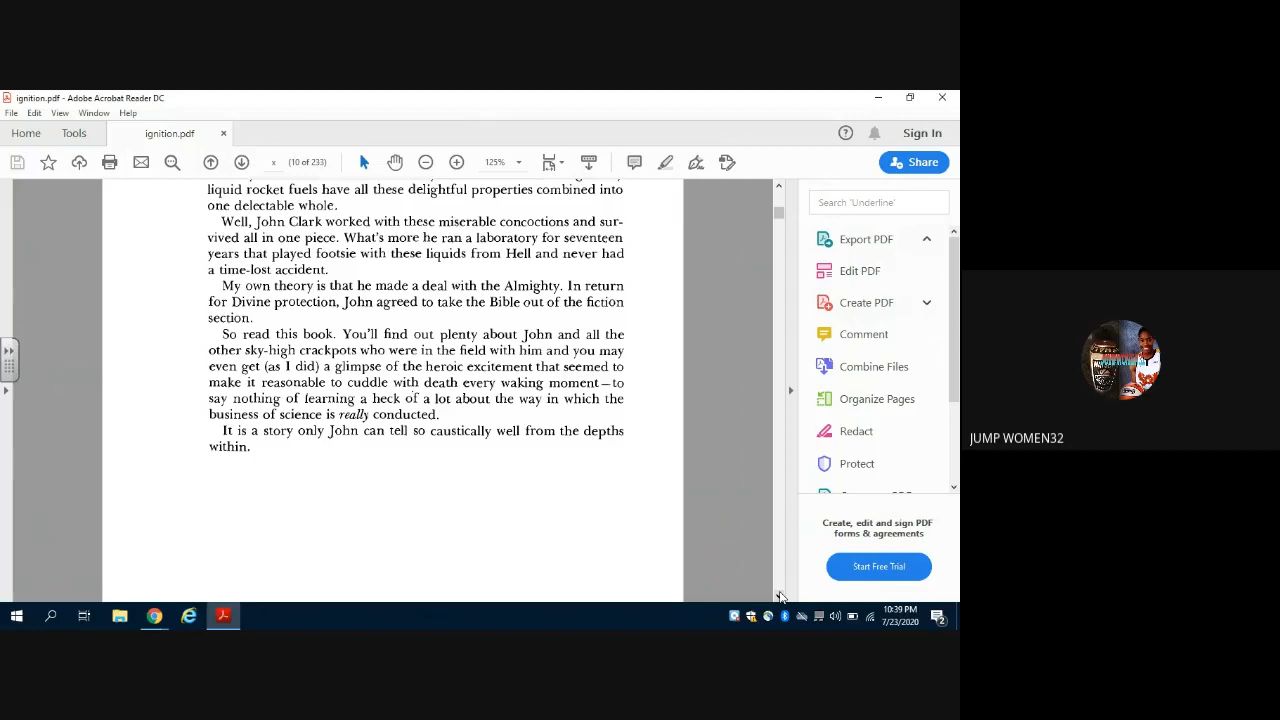 ignition.pdf - Adobe Acrobat Reader DC
File Edit View Window Help
Home Tools ignition.pdf × Sign In
x (10 of 233) 125% Share
liquid rocket fuels have all these delightful properties combined into
one delectable whole.
Well, John Clark worked with these miserable concoctions and sur-
vived all in one piece. What's more he ran a laboratory for seventeen
years that played footsie with these liquids from Hell and never had
a time-lost accident.
My own theory is that he made a deal with the Almighty. In return
for Divine protection, John agreed to take the Bible out of the fiction
section.
So read this book. You'll find out plenty about John and all the
other sky-high crackpots who were in the field with him and you may
even get (as I did) a glimpse of the heroic excitement that seemed to
make it reasonable to cuddle with death every waking moment—to
say nothing of learning a heck of a lot about the way in which the
business of science is really conducted.
It is a story only John can tell so caustically well from the depths
within.
Search 'Underline'
Export PDF
Edit PDF
Create PDF
Comment
Combine Files
Organize Pages
Redact
Protect
Create, edit and sign PDF
forms & agreements
Start Free Trial
JUMP WOMEN32
10:39 PM
7/23/2020
2